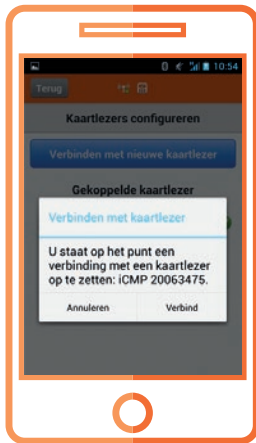 10:54
Terug
Kaartlezers configureren
Verbinden met nieuwe kaartlezer
Gekoppelde kaartlezer
Verbinden met kaartlezer
U staat op het punt een
verbinding met een kaartlezer
op te zetten: iCMP 20063475.
Annuleren Verbind